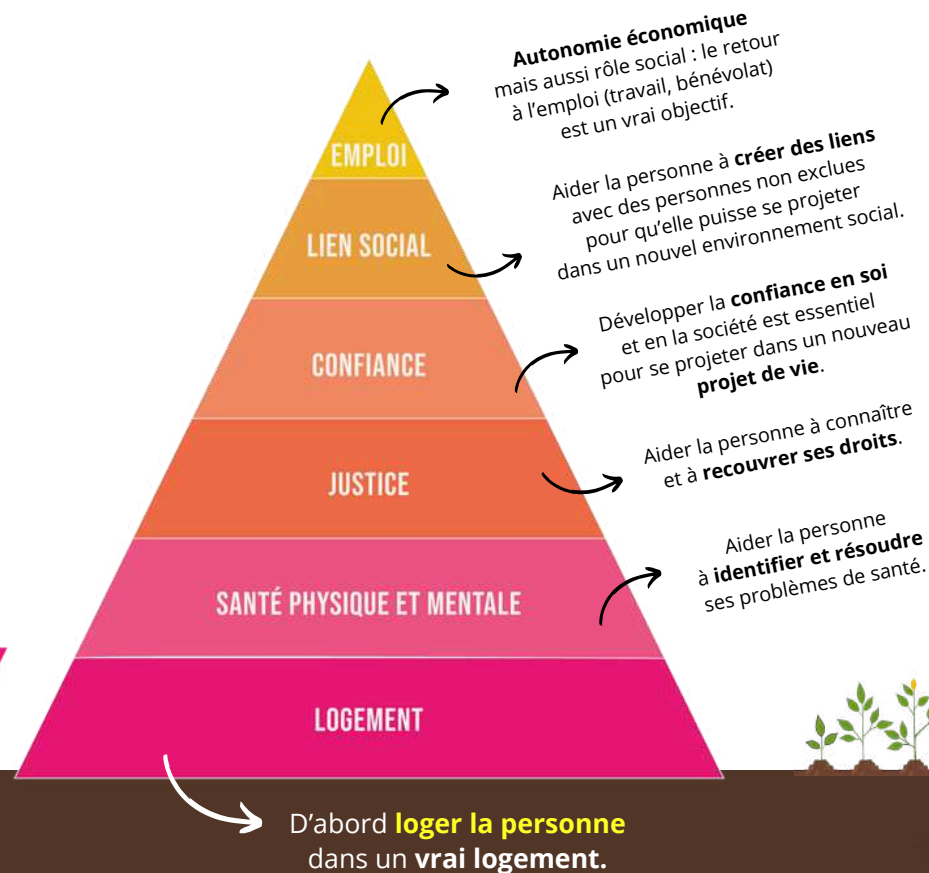 Autonomie économique
mais aussi rôle social : le retour
à l'emploi (travail, bénévolat)
est un vrai objectif.
EMPLOI
Aider la personne à créer des liens
avec des personnes non exclues
pour qu'elle puisse se projeter
dans un nouvel environnement social.
LIEN SOCIAL
Développer la confiance en soi
et en la société est essentiel
pour se projeter dans un nouveau
projet de vie.
CONFIANCE
Aider la personne à connaître
et à recouvrer ses droits.
JUSTICE
Aider la personne
à identifier et résoudre
ses problèmes de santé.
SANTÉ PHYSIQUE ET MENTALE
LOGEMENT
D'abord loger la personne
dans un vrai logement.